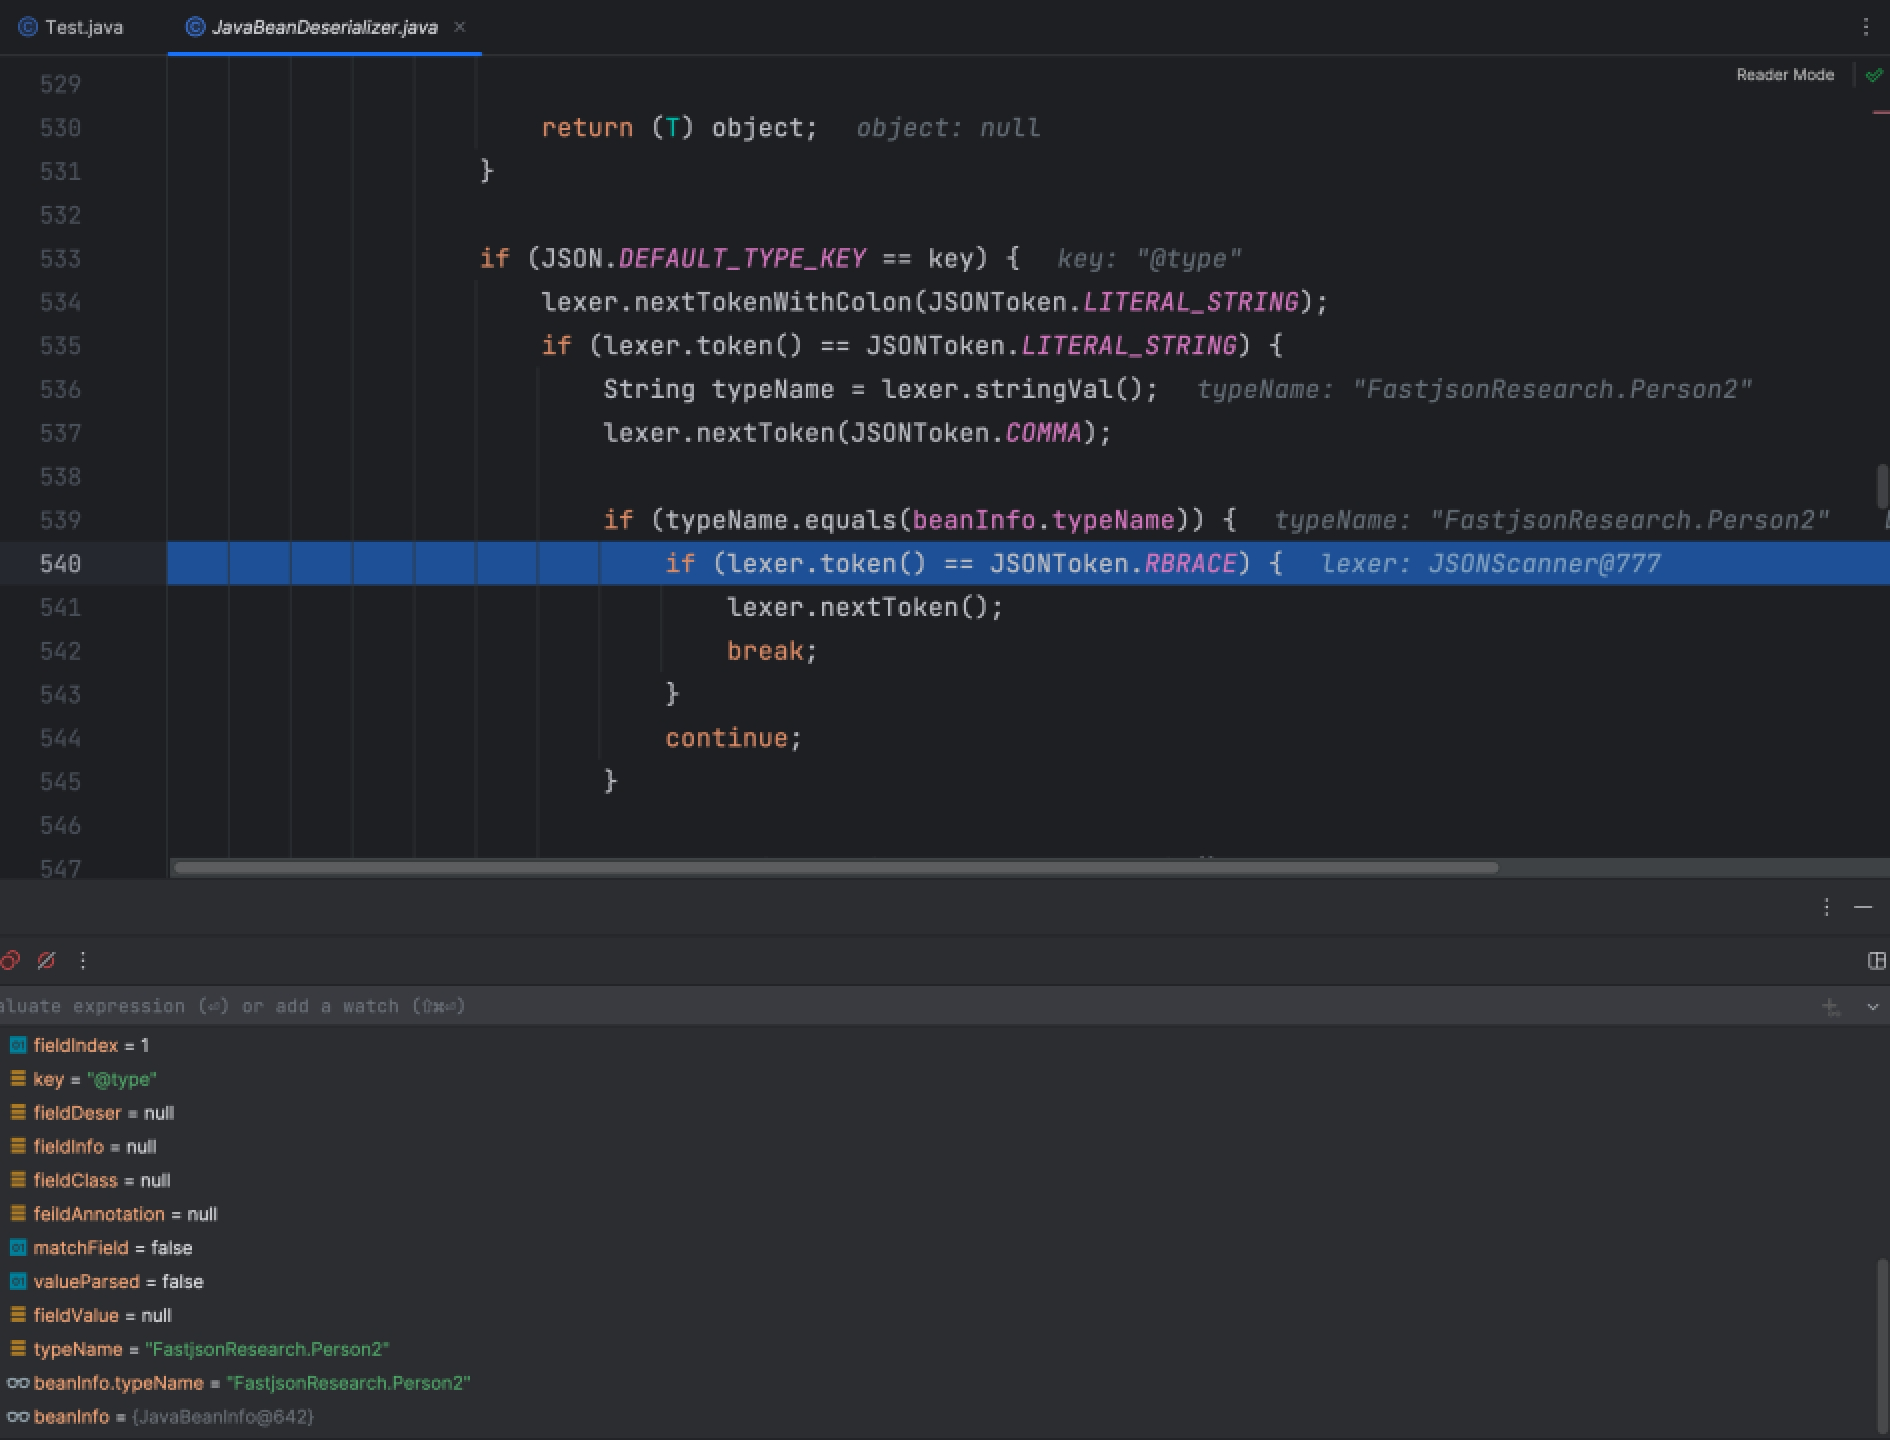 Test.java
JavaBeanDeserializer.java
Reader Mode
529
530 return (T) object; object: null
531 }
532
533 if (JSON.DEFAULT_TYPE_KEY == key) { key: "@type"
534 lexer.nextTokenWithColon(JSONToken.LITERAL_STRING);
535 if (lexer.token() == JSONToken.LITERAL_STRING) {
536 String typeName = lexer.stringVal(); typeName: "FastjsonResearch.Person2"
537 lexer.nextToken(JSONToken.COMMA);
538
539 if (typeName.equals(beanInfo.typeName)) { typeName: "FastjsonResearch.Person2"
540 if (lexer.token() == JSONToken.RBRACE) { lexer: JSONScanner@777
541 lexer.nextToken();
542 break;
543 }
544 continue;
545 }
546
547
aluate expression (⏎) or add a watch (⇧⌘⏎)
fieldIndex = 1
key = "@type"
fieldDeser = null
fieldInfo = null
fieldClass = null
feildAnnotation = null
matchField = false
valueParsed = false
fieldValue = null
typeName = "FastjsonResearch.Person2"
beanInfo.typeName = "FastjsonResearch.Person2"
beanInfo = {JavaBeanInfo@642}